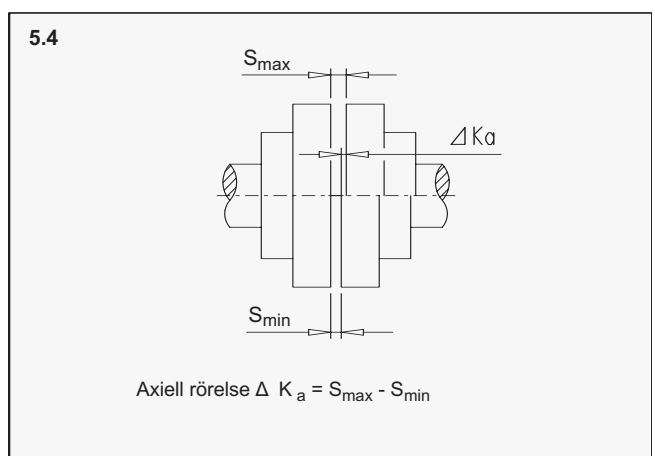 5.4
Smax
ΔKa
Smin
Axiell rörelse Δ K a = Smax - Smin